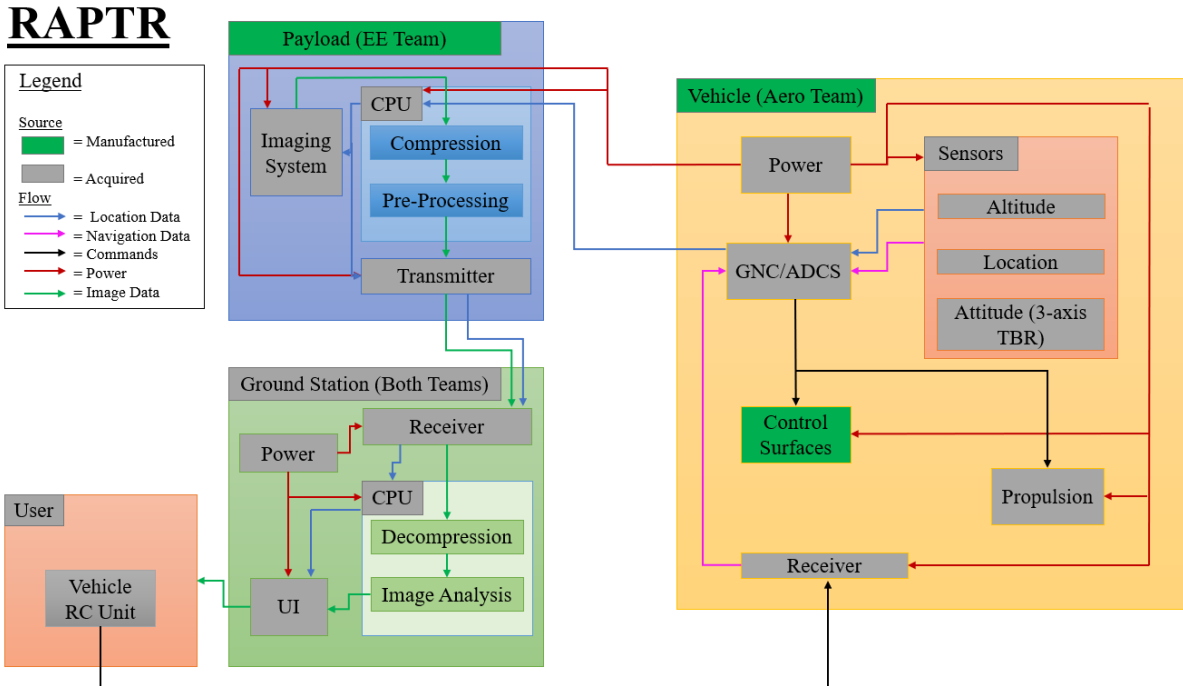 RAPTR
Legend
Source
= Manufactured
= Acquired
Flow
= Location Data
= Navigation Data
= Commands
= Power
= Image Data
Payload (EE Team)
CPU
Imaging
System
Compression
Pre-Processing
Transmitter
Ground Station (Both Teams)
Receiver
Power
CPU
Decompression
Image Analysis
UI
User
Vehicle
RC Unit
Vehicle (Aero Team)
Power
Sensors
Altitude
Location
Attitude (3-axis
TBR)
GNC/ADCS
Control
Surfaces
Propulsion
Receiver